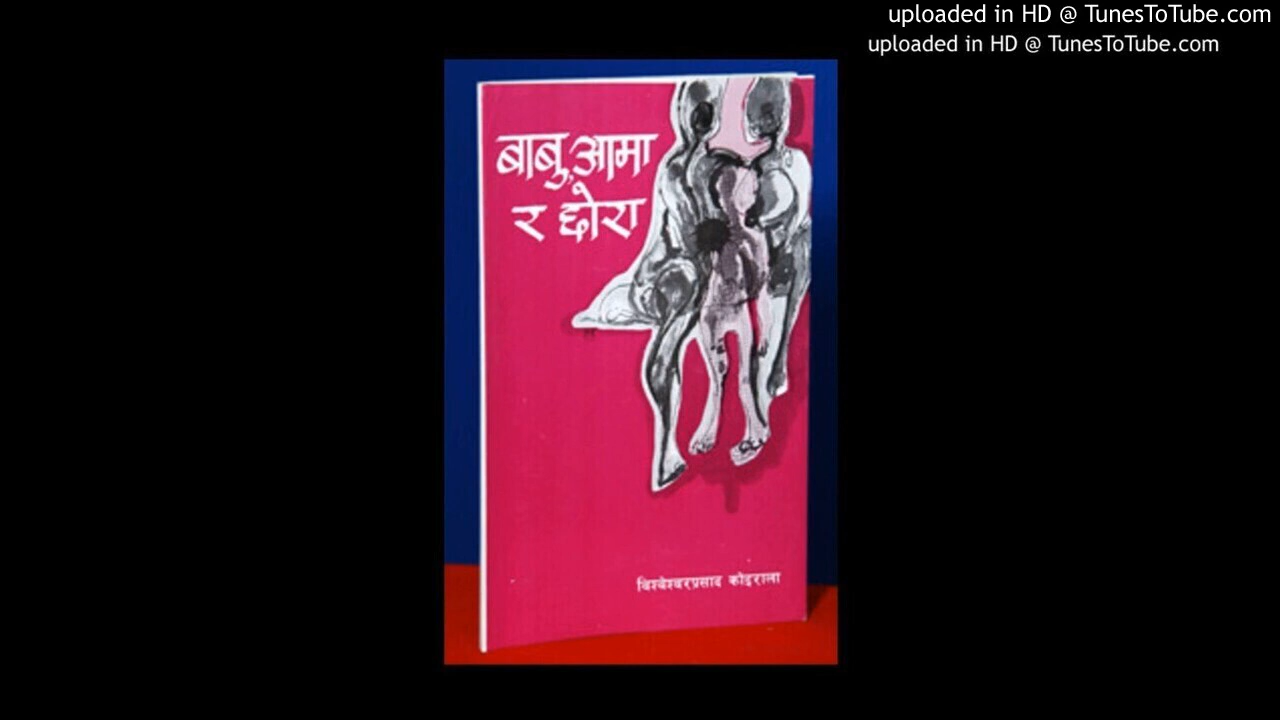 uploaded in HD @ TunesToTube.com
uploaded in HD @ TunesToTube.com
बाबु,आमा
र छोरा
विश्वेश्वरप्रसाद कोइराला